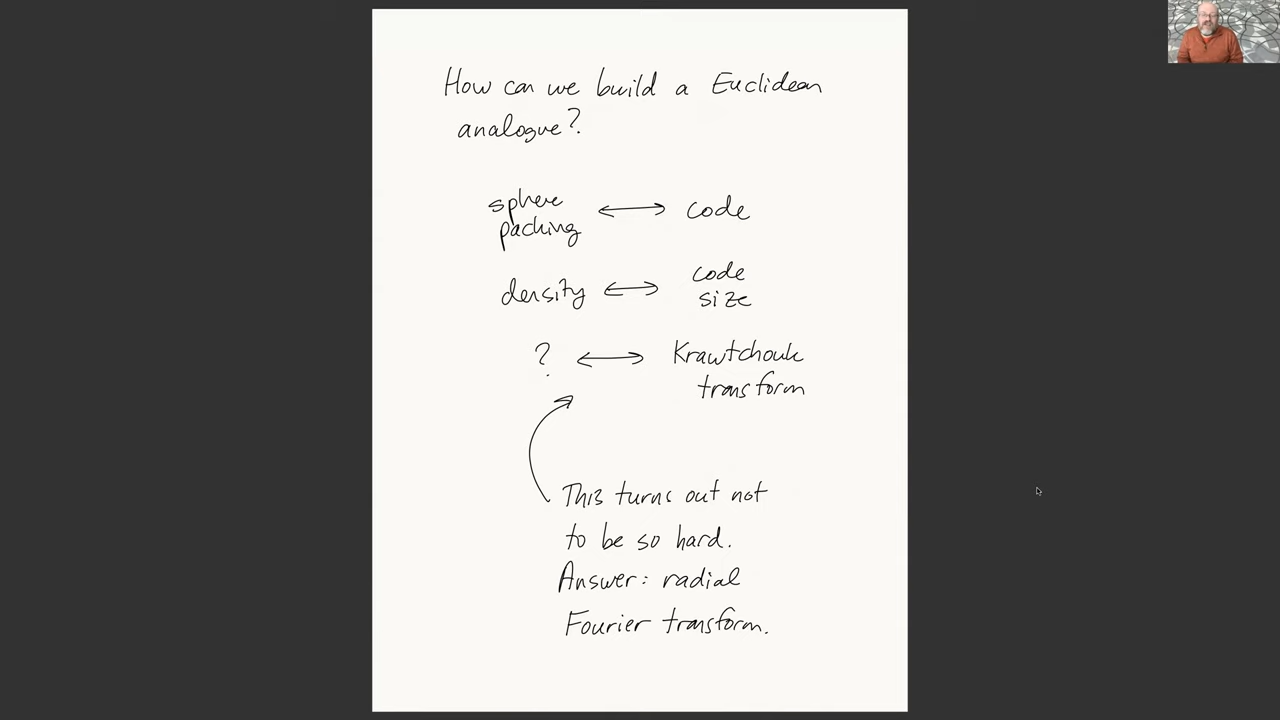 How can we build a Euclidean
analogue?
sphere
packing ↔ code
density ↔ code
size
? ↔ Krawtchouk
transform
This turns out not
to be so hard.
Answer: radial
Fourier transform.